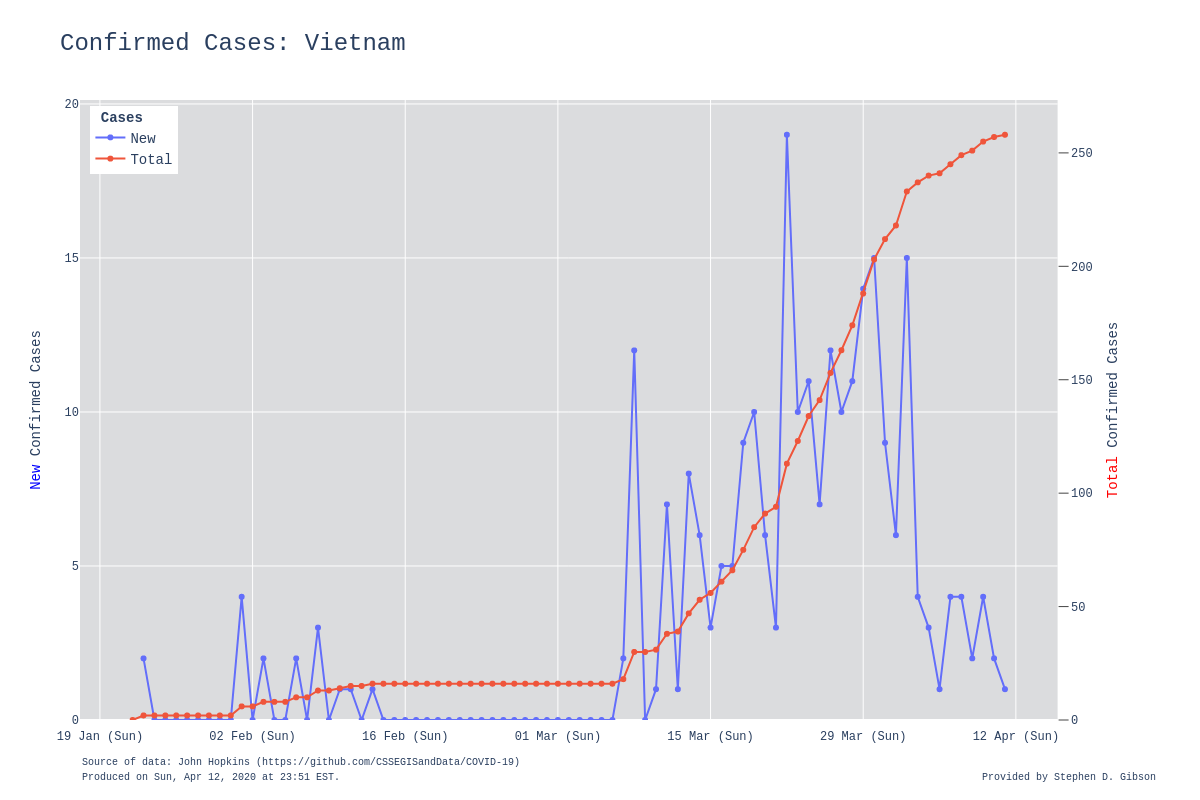 Confirmed Cases: Vietnam
Cases
New
Total
20
15
10
5
0
250
200
150
100
50
0
New Confirmed Cases
Total Confirmed Cases
19 Jan (Sun)
02 Feb (Sun)
16 Feb (Sun)
01 Mar (Sun)
15 Mar (Sun)
29 Mar (Sun)
12 Apr (Sun)
Source of data: John Hopkins (https://github.com/CSSEGISandData/COVID-19)
Produced on Sun, Apr 12, 2020 at 23:51 EST.
Provided by Stephen D. Gibson